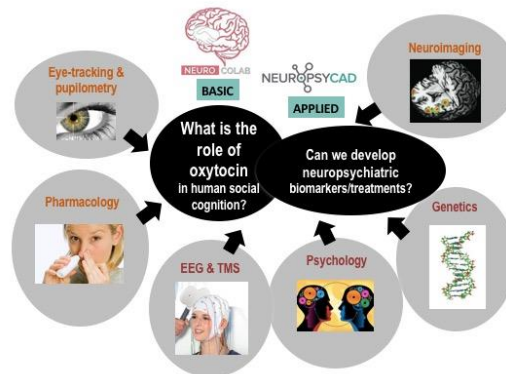 NEURO COLAB
BASIC
NEUROPSYCAD
APPLIED
Neuroimaging
Eye-tracking &
pupilometry
What is the
role of
oxytocin
in human social
cognition?
Can we develop
neuropsychiatric
biomarkers/treatments?
Pharmacology
Genetics
EEG & TMS
Psychology